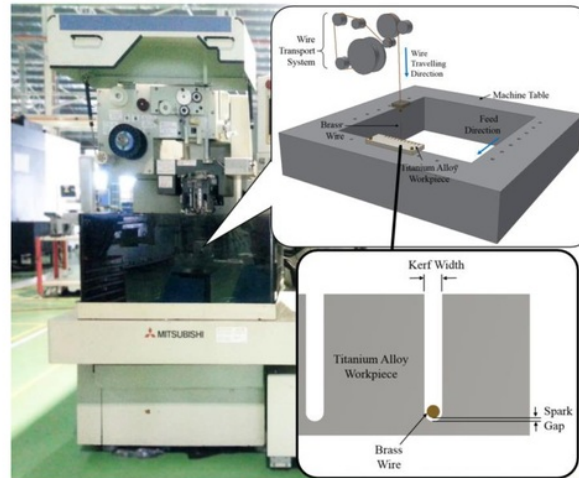 Wire
Transport
System
Wire
Travelling
Direction
Machine Table
Brass
Wire
Feed
Direction
Titanium Alloy
Workpiece
MITSUBISHI
Kerf Width
Titanium Alloy
Workpiece
Spark
Gap
Brass
Wire